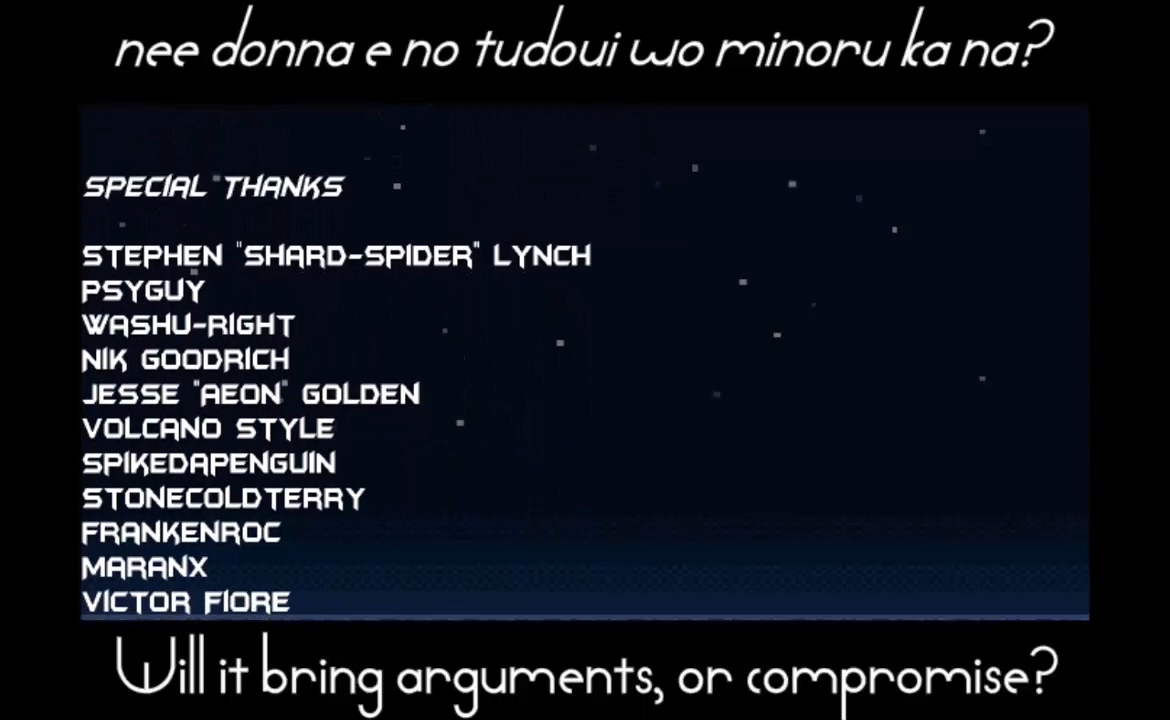 nee donna e no tudoui wo minoru ka na?
SPECIAL THANKS
STEPHEN "SHARD-SPIDER" LYNCH
PSYGUY
WASHU-RIGHT
NIK GOODRICH
JESSE "AEON" GOLDEN
VOLCANO STYLE
SPIKEDAPENGUIN
STONECOLDTERRY
FRANKENROC
MARANX
VICTOR FIORE
Will it bring arguments, or compromise?